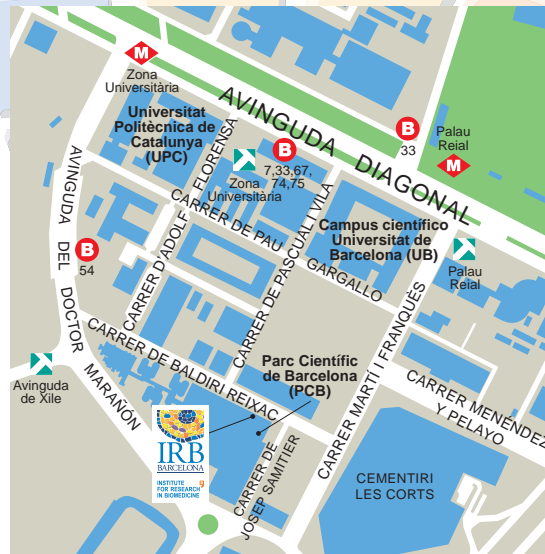 M
Zona
Universitària
Universitat
Politècnica de
Catalunya
(UPC)
AVINGUDA DIAGONAL
B
33
Palau
Reial
M
B
7,33,67,
74,75
Zona
Universitària
CARRER D'ADOLF FLORENSA
AVINGUDA DEL DOCTOR MARAÑÓN
B
54
CARRER DE PAU GARGALLO
CARRER DE PASCUAL I VILA
Campus científico
Universitat de
Barcelona (UB)
Palau
Reial
CARRER DE BALDIRI REIXAC
CARRER MARTÍ I FRANQUÈS
Parc Científic
de Barcelona
(PCB)
Avinguda
de Xile
CARRER MENÉNDEZ
Y PELAYO
IRB
BARCELONA
INSTITUTE
FOR RESEARCH
IN BIOMEDICINE
CARRER DE
JOSEP SAMITIER
CEMENTIRI
LES CORTS